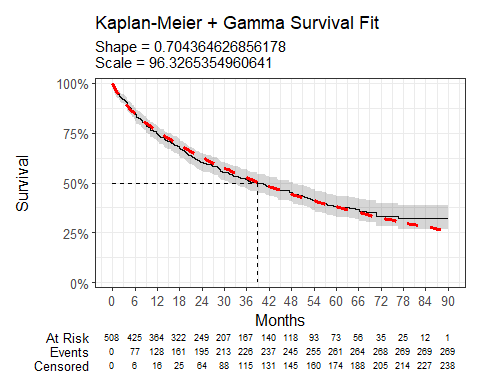 Kaplan-Meier + Gamma Survival Fit
Shape = 0.704364626856178
Scale = 96.3265354960641
100%
75%
50%
25%
0%
Survival
0 6 12 18 24 30 36 42 48 54 60 66 72 78 84 90
Months
At Risk 508 425 364 322 249 207 167 140 118 93 73 56 35 25 12 1
Events 0 77 128 161 195 213 226 237 245 255 261 264 268 269 269 269
Censored 0 6 16 25 64 88 115 131 145 160 174 188 205 214 227 238